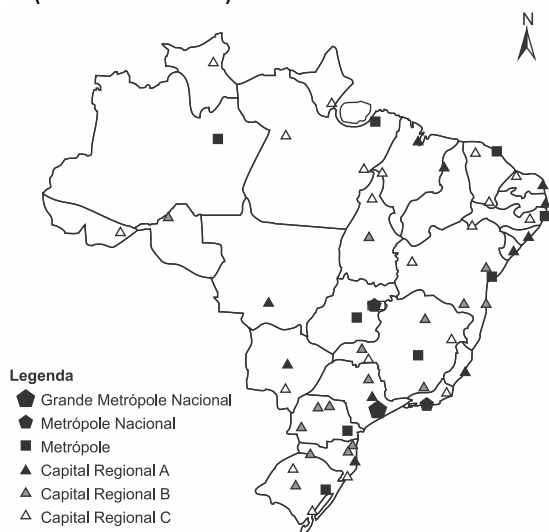 N
Legenda
Grande Metrópole Nacional
Metrópole Nacional
Metrópole
Capital Regional A
Capital Regional B
Capital Regional C